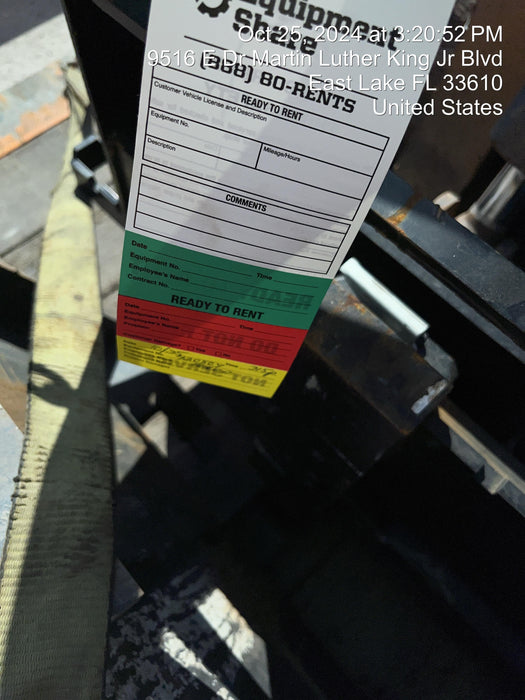 Oct 25, 2024 at 3:20:52 PM
9516 E Dr Martin Luther King Jr Blvd
East Lake FL 33610
United States
Equipment
Share
(888) 80-RENTS
READY TO RENT
Customer Vehicle License and Description
Equipment No.
Mileage/Hours
Description
COMMENTS
Date
Time
Equipment No.
Employee's Name
Contract No.
READY TO RENT
Date
Time
Equipment No.
Employee's Name